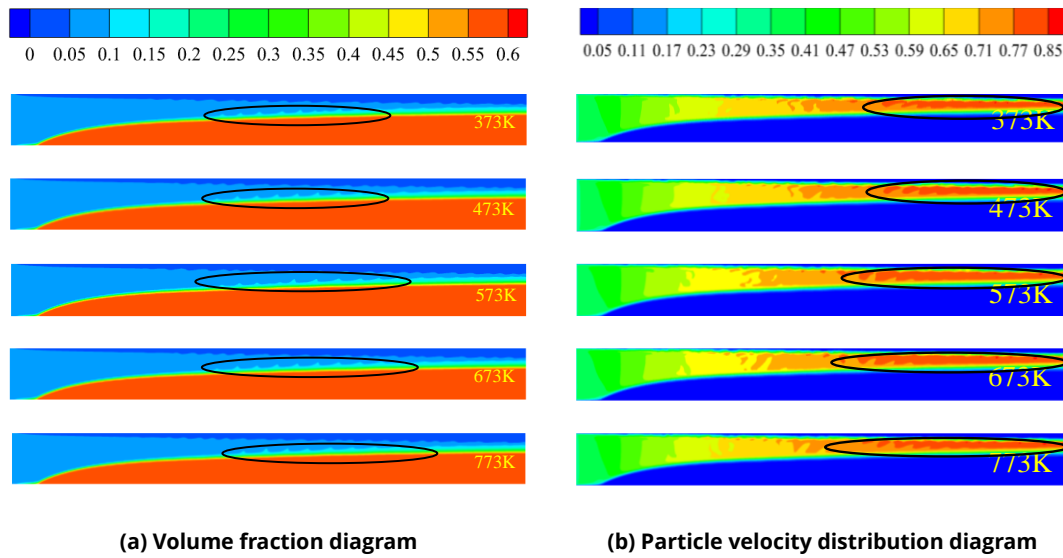 0 0.05 0.1 0.15 0.2 0.25 0.3 0.35 0.4 0.45 0.5 0.55 0.6
373K
473K
573K
673K
773K
(a) Volume fraction diagram
0.05 0.11 0.17 0.23 0.29 0.35 0.41 0.47 0.53 0.59 0.65 0.71 0.77 0.85
373K
473K
573K
673K
773K
(b) Particle velocity distribution diagram